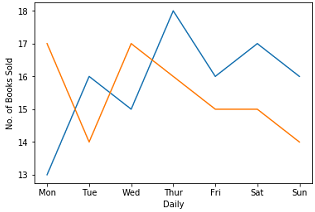 18
17
16
15
14
13
No. of Books Sold
Mon Tue Wed Thur Fri Sat Sun
Daily